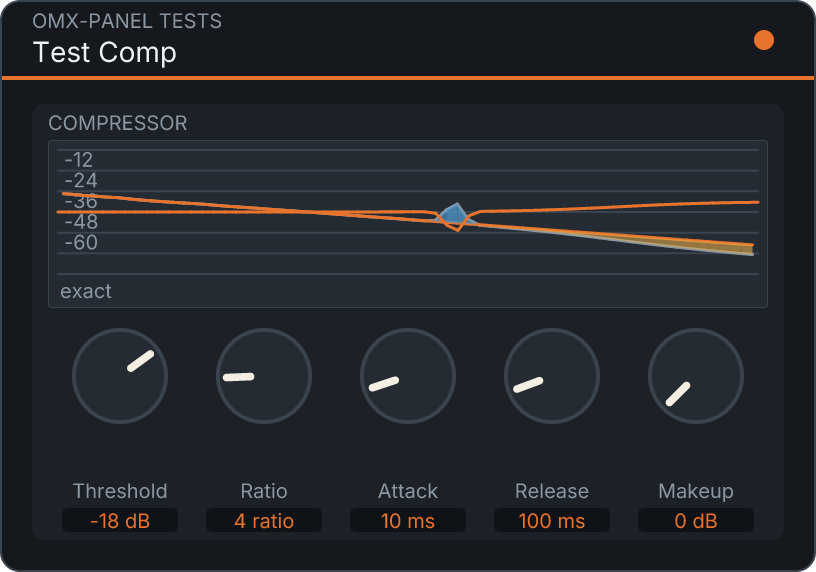 OMX-PANEL TESTS
Test Comp
COMPRESSOR
-12
-24
-36
-48
-60
exact
Threshold Ratio Attack Release Makeup
-18 dB 4 ratio 10 ms 100 ms 0 dB